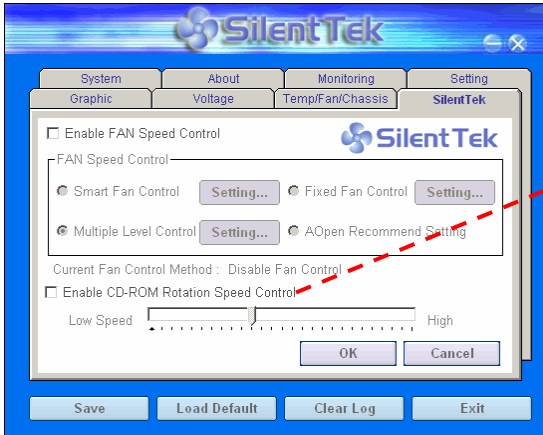 SilentTek
System About Monitoring Setting
Graphic Voltage Temp/Fan/Chassis SilentTek
Enable FAN Speed Control
SilentTek
FAN Speed Control
Smart Fan Control Setting... Fixed Fan Control Setting...
Multiple Level Control Setting... AOpen Recommend Setting
Current Fan Control Method : Disable Fan Control
Enable CD-ROM Rotation Speed Control
Low Speed High
OK Cancel
Save Load Default Clear Log Exit